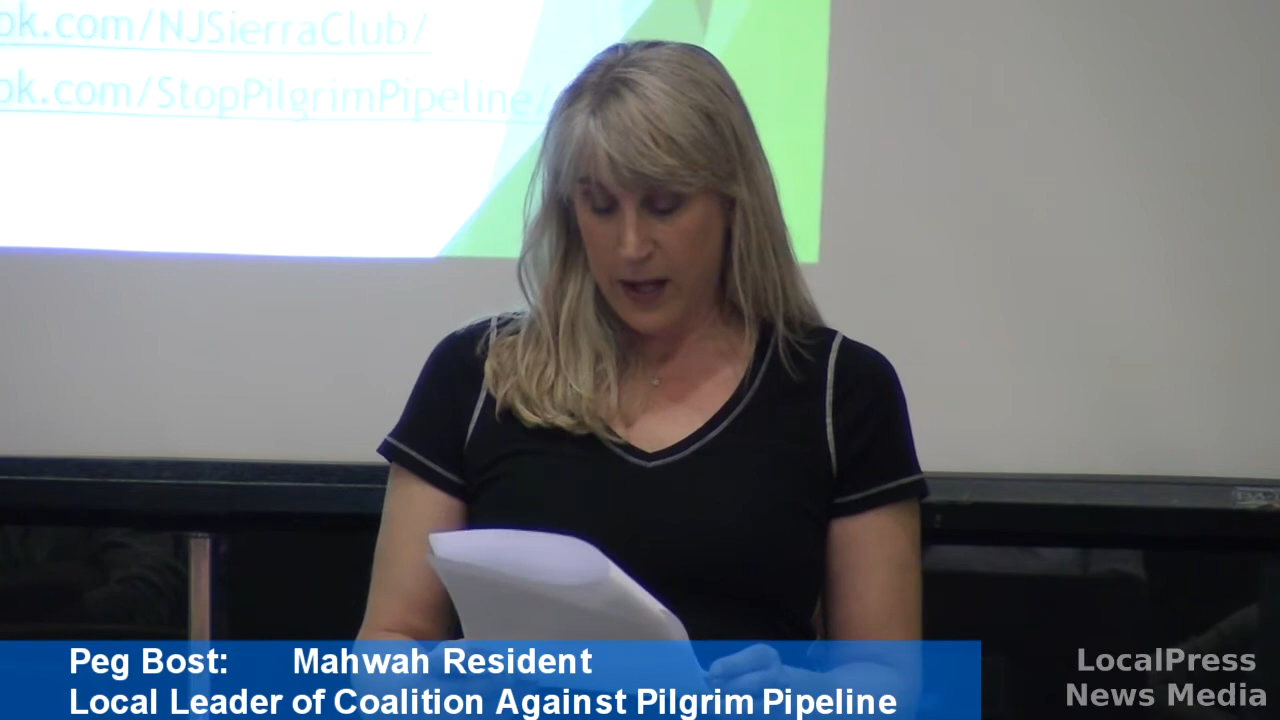 ok.com/NJSierraClub/
ok.com/StopPilgrimPipeline/
Peg Bost: Mahwah Resident
Local Leader of Coalition Against Pilgrim Pipeline
LocalPress
News Media